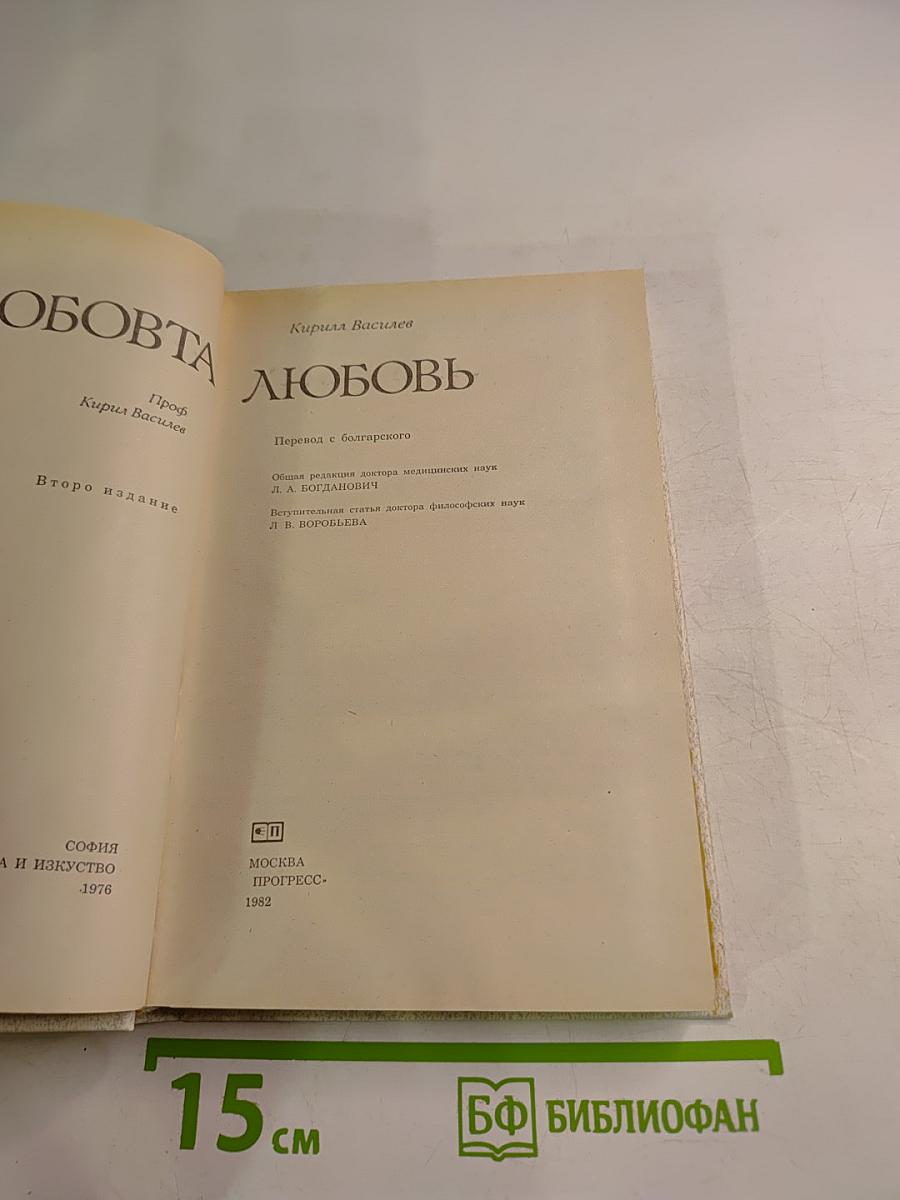 ОБОВТА
Проф
Кирил Василев
Второ издание
СОФИЯ
А И ИЗКУСТВО
1976
Кирилл Василев
ЛЮБОВЬ
Перевод с болгарского
Общая редакция доктора медицинских наук
Л. А. БОГДАНОВИЧ
Вступительная статья доктора философских наук
Л В. ВОРОБЬЕВА
П
МОСКВА
ПРОГРЕСС»
1982
15 см
БФ БИБЛИОФАН